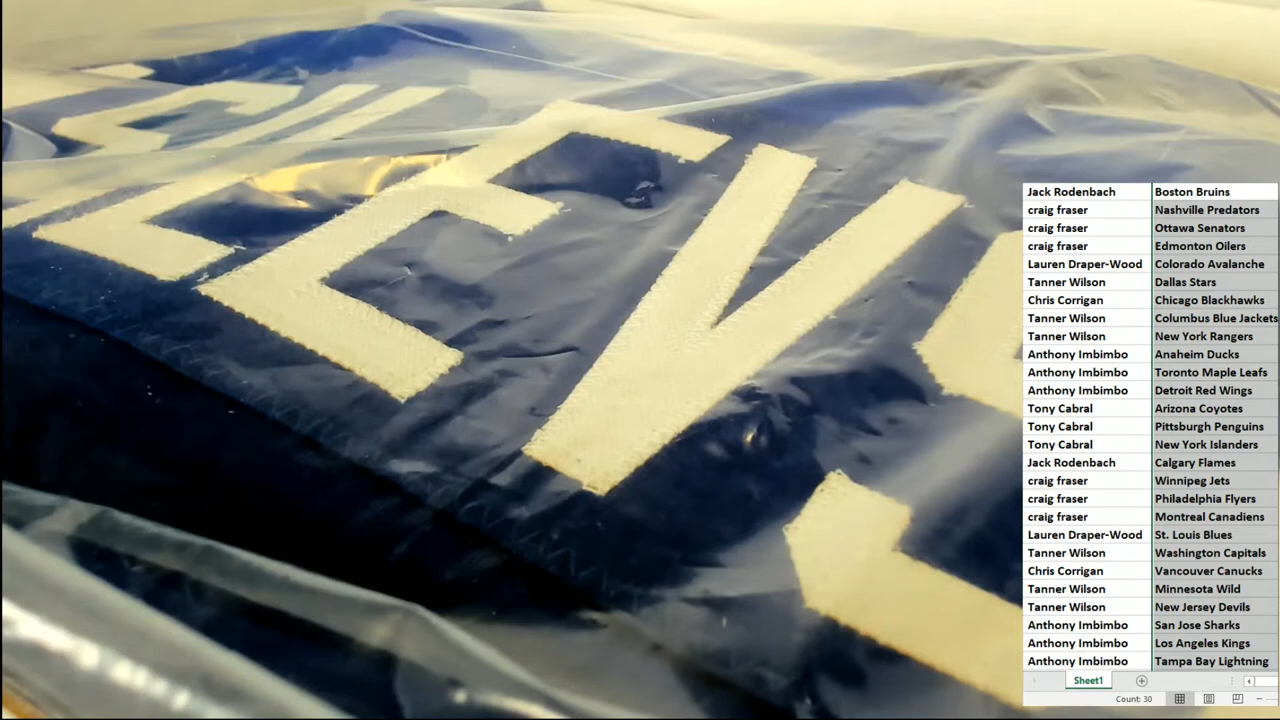 EV
Jack Rodenbach Boston Bruins
craig fraser Nashville Predators
craig fraser Ottawa Senators
craig fraser Edmonton Oilers
Lauren Draper-Wood Colorado Avalanche
Tanner Wilson Dallas Stars
Chris Corrigan Chicago Blackhawks
Tanner Wilson Columbus Blue Jackets
Tanner Wilson New York Rangers
Anthony Imbimbo Anaheim Ducks
Anthony Imbimbo Toronto Maple Leafs
Anthony Imbimbo Detroit Red Wings
Tony Cabral Arizona Coyotes
Tony Cabral Pittsburgh Penguins
Tony Cabral New York Islanders
Jack Rodenbach Calgary Flames
craig fraser Winnipeg Jets
craig fraser Philadelphia Flyers
craig fraser Montreal Canadiens
Lauren Draper-Wood St. Louis Blues
Tanner Wilson Washington Capitals
Chris Corrigan Vancouver Canucks
Tanner Wilson Minnesota Wild
Tanner Wilson New Jersey Devils
Anthony Imbimbo San Jose Sharks
Anthony Imbimbo Los Angeles Kings
Anthony Imbimbo Tampa Bay Lightning
Sheet1
Count: 30